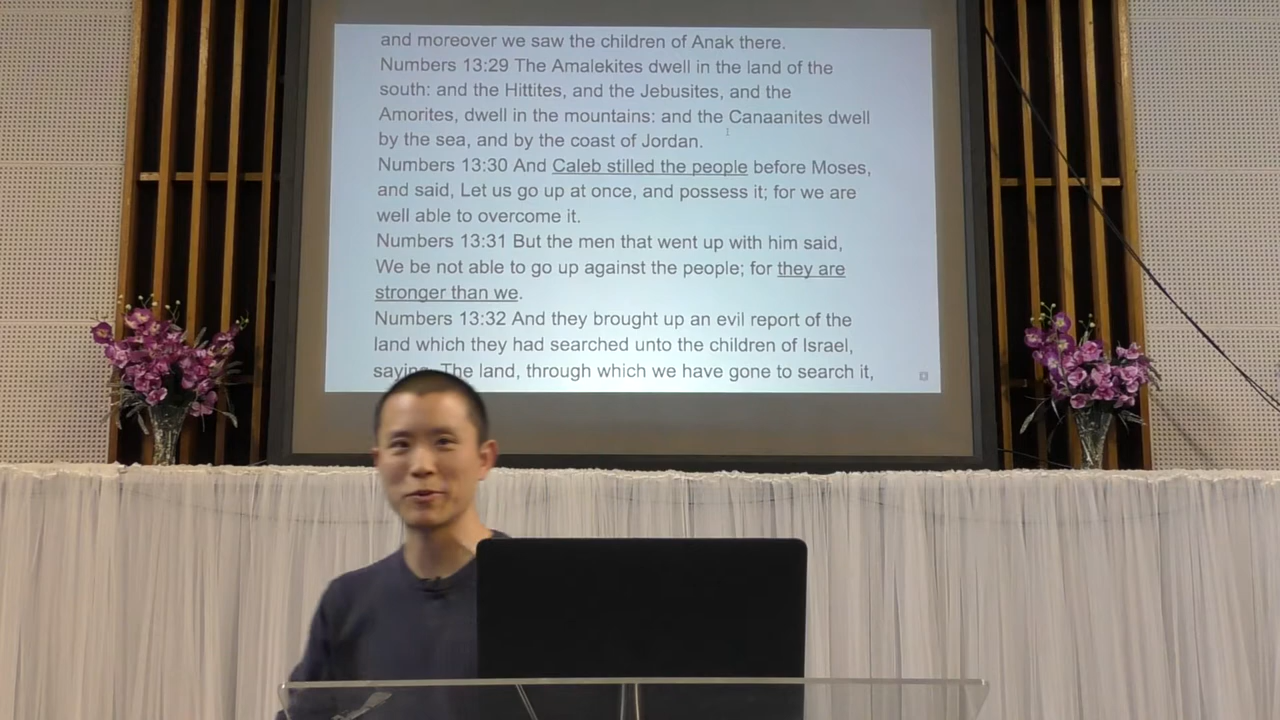 and moreover we saw the children of Anak there.
Numbers 13:29 The Amalekites dwell in the land of the
south: and the Hittites, and the Jebusites, and the
Amorites, dwell in the mountains: and the Canaanites dwell
by the sea, and by the coast of Jordan.
Numbers 13:30 And Caleb stilled the people before Moses,
and said, Let us go up at once, and possess it; for we are
well able to overcome it.
Numbers 13:31 But the men that went up with him said,
We be not able to go up against the people; for they are
stronger than we.
Numbers 13:32 And they brought up an evil report of the
land which they had searched unto the children of Israel,
saying, The land, through which we have gone to search it,